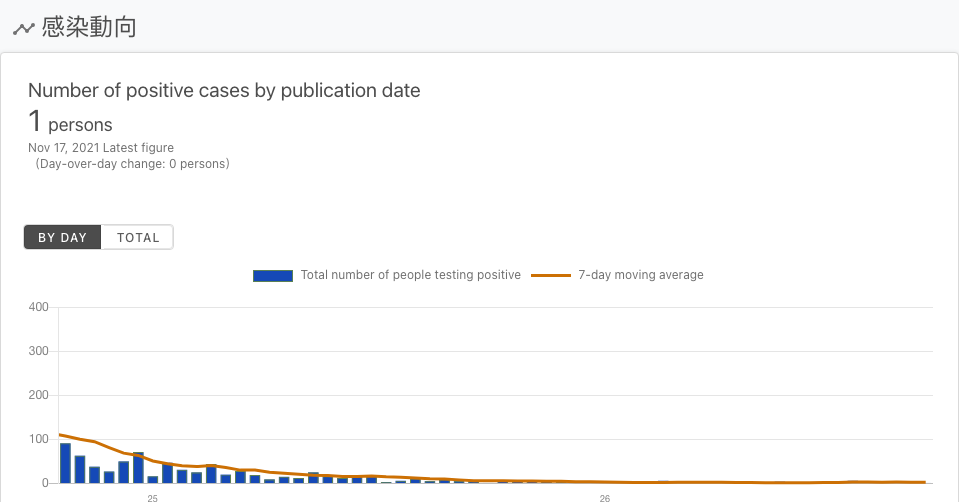 感染動向
Number of positive cases by publication date
1 persons
Nov 17, 2021 Latest figure
(Day-over-day change: 0 persons)
BY DAY TOTAL
Total number of people testing positive 7-day moving average
400
300
200
100
0
25 26